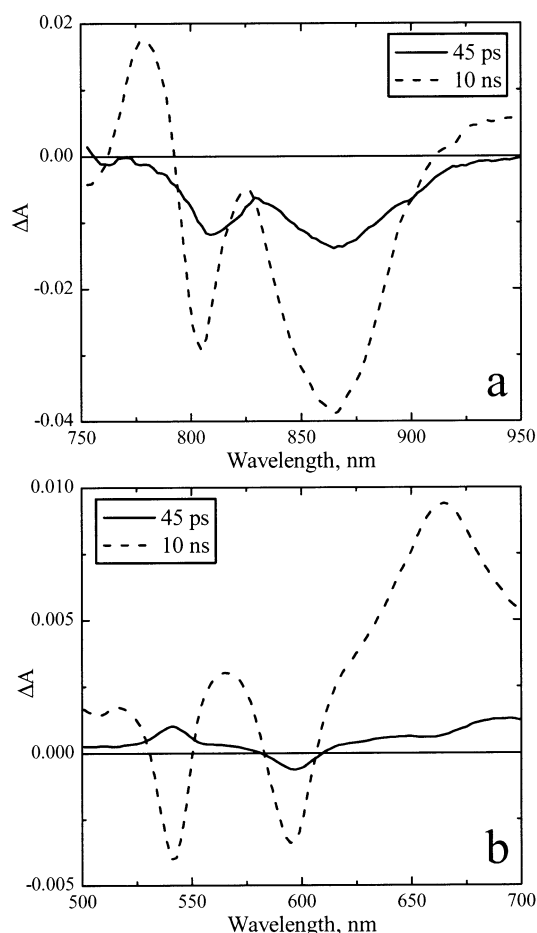 0.02
45 ps
10 ns
0.00
ΔA
-0.02
a
-0.04
750 800 850 900 950
Wavelength, nm
0.010
45 ps
10 ns
0.005
ΔA
0.000
b
-0.005
500 550 600 650 700
Wavelength, nm